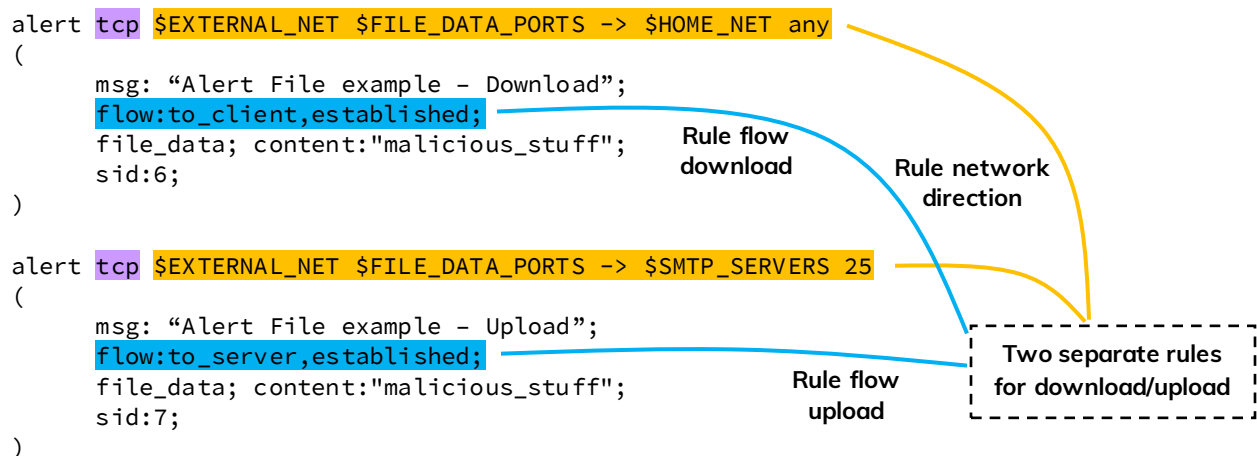 alert tcp $EXTERNAL_NET $FILE_DATA_PORTS -> $HOME_NET any
(
msg: “Alert File example – Download”;
flow:to_client,established;
file_data; content:"malicious_stuff";
sid:6;
)
Rule flow
download
Rule network
direction
alert tcp $EXTERNAL_NET $FILE_DATA_PORTS -> $SMTP_SERVERS 25
(
msg: “Alert File example – Upload”;
flow:to_server,established;
file_data; content:"malicious_stuff";
sid:7;
)
Rule flow
upload
Two separate rules
for download/upload